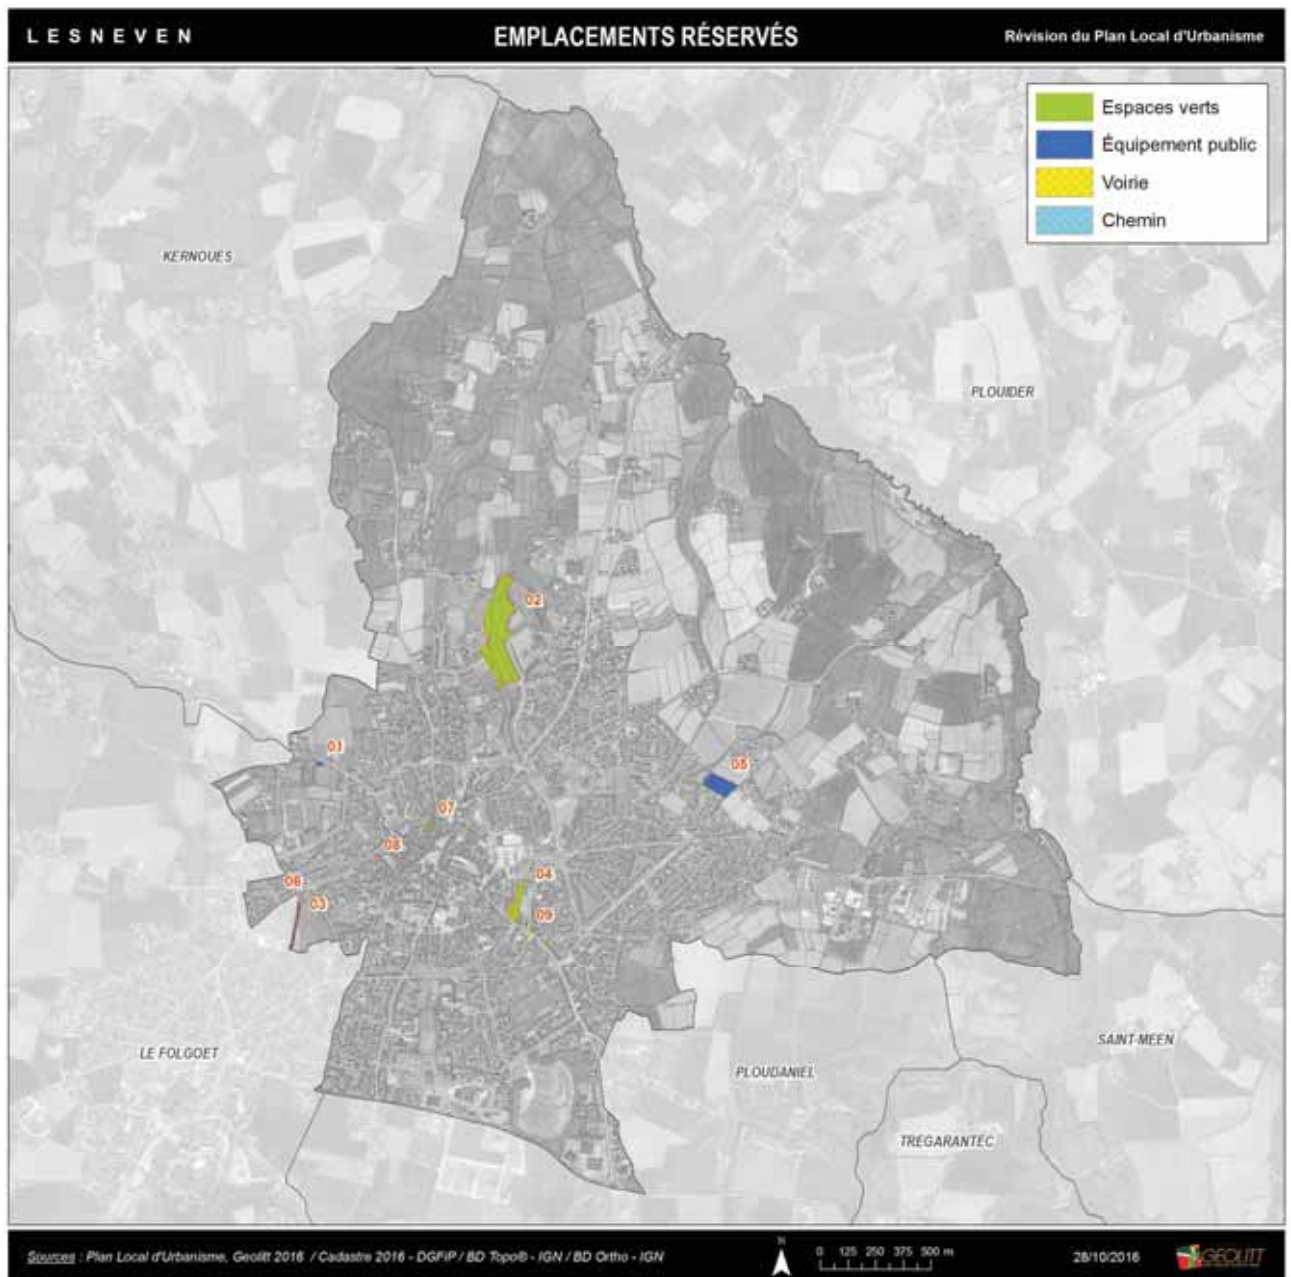 LESNEVEN
EMPLACEMENTS RÉSERVÉS
Révision du Plan Local d'Urbanisme
Espaces verts
Équipement public
Voirie
Chemin
KERNOUES
PLOUIDER
02
01
05
07
08
04
06
03
09
LE FOLGOET
SAINT-MEEN
PLOUDANIEL
TREGARANTEC
Sources : Plan Local d'Urbanisme, Geolitt 2016 / Cadastre 2016 - DGFiP / BD Topo® - IGN / BD Ortho - IGN
N
0 125 250 375 500 m
28/10/2016
GEOLITT